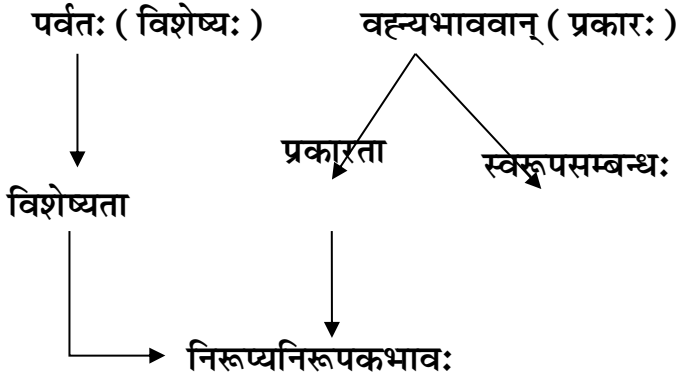 पर्वतः ( विशेष्यः ) वह्न्यभाववान् ( प्रकारः )
प्रकारता स्वरूपसम्बन्धः
विशेष्यता
निरूप्यनिरूपकभावः